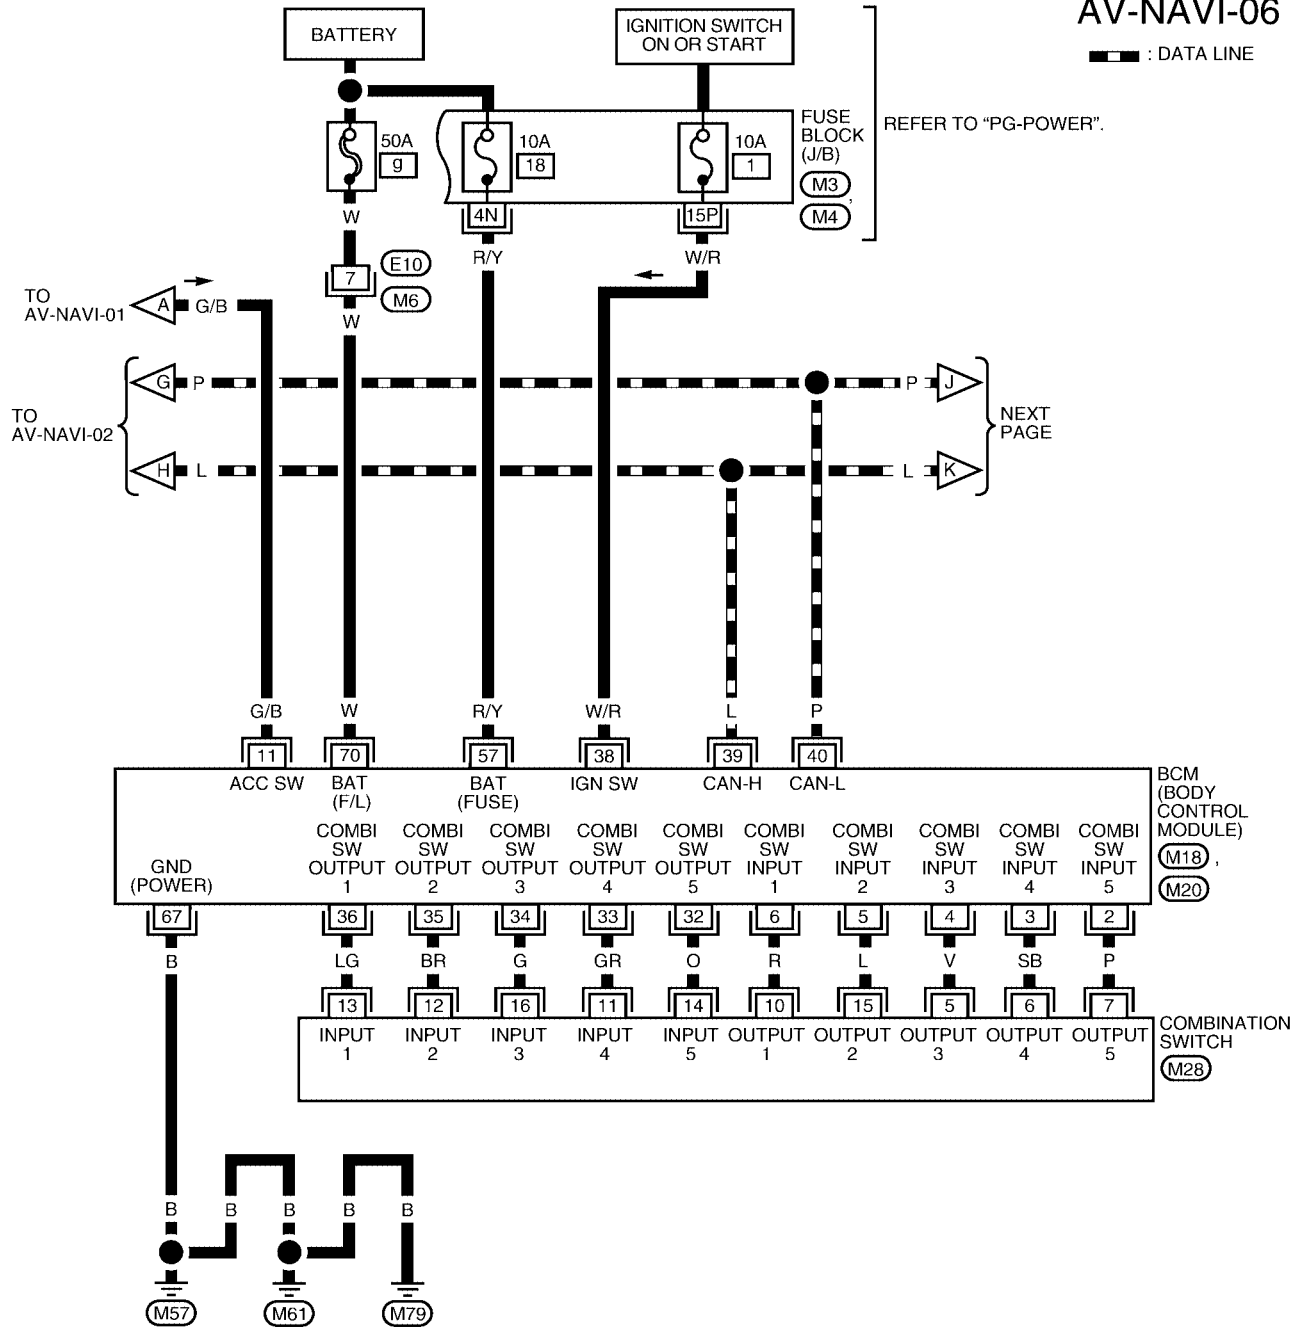 AV-NAVI-06
: DATA LINE
BATTERY
IGNITION SWITCH
ON OR START
REFER TO “PG-POWER”.
FUSE
BLOCK
(J/B)
M3 ,
M4
50A
g
10A
18
10A
1
4N
15P
W
R/Y
W/R
7
E10
M6
W
TO
AV-NAVI-01
A
G/B
TO
AV-NAVI-02
G
P
P
J
H
L
L
K
NEXT
PAGE
G/B
W
R/Y
W/R
L
P
11
70
57
38
39
40
ACC SW
BAT
(F/L)
BAT
(FUSE)
IGN SW
CAN-H
CAN-L
BCM
(BODY
CONTROL
MODULE)
M18 ,
M20
GND
(POWER)
COMBI
SW
OUTPUT
1
COMBI
SW
OUTPUT
2
COMBI
SW
OUTPUT
3
COMBI
SW
OUTPUT
4
COMBI
SW
OUTPUT
5
COMBI
SW
INPUT
1
COMBI
SW
INPUT
2
COMBI
SW
INPUT
3
COMBI
SW
INPUT
4
COMBI
SW
INPUT
5
67
36
35
34
33
32
6
5
4
3
2
B
LG
BR
G
GR
O
R
L
V
SB
P
13
12
16
11
14
10
15
5
6
7
INPUT
1
INPUT
2
INPUT
3
INPUT
4
INPUT
5
OUTPUT
1
OUTPUT
2
OUTPUT
3
OUTPUT
4
OUTPUT
5
COMBINATION
SWITCH
M28
B
B
B
B
B
M57
M61
M79